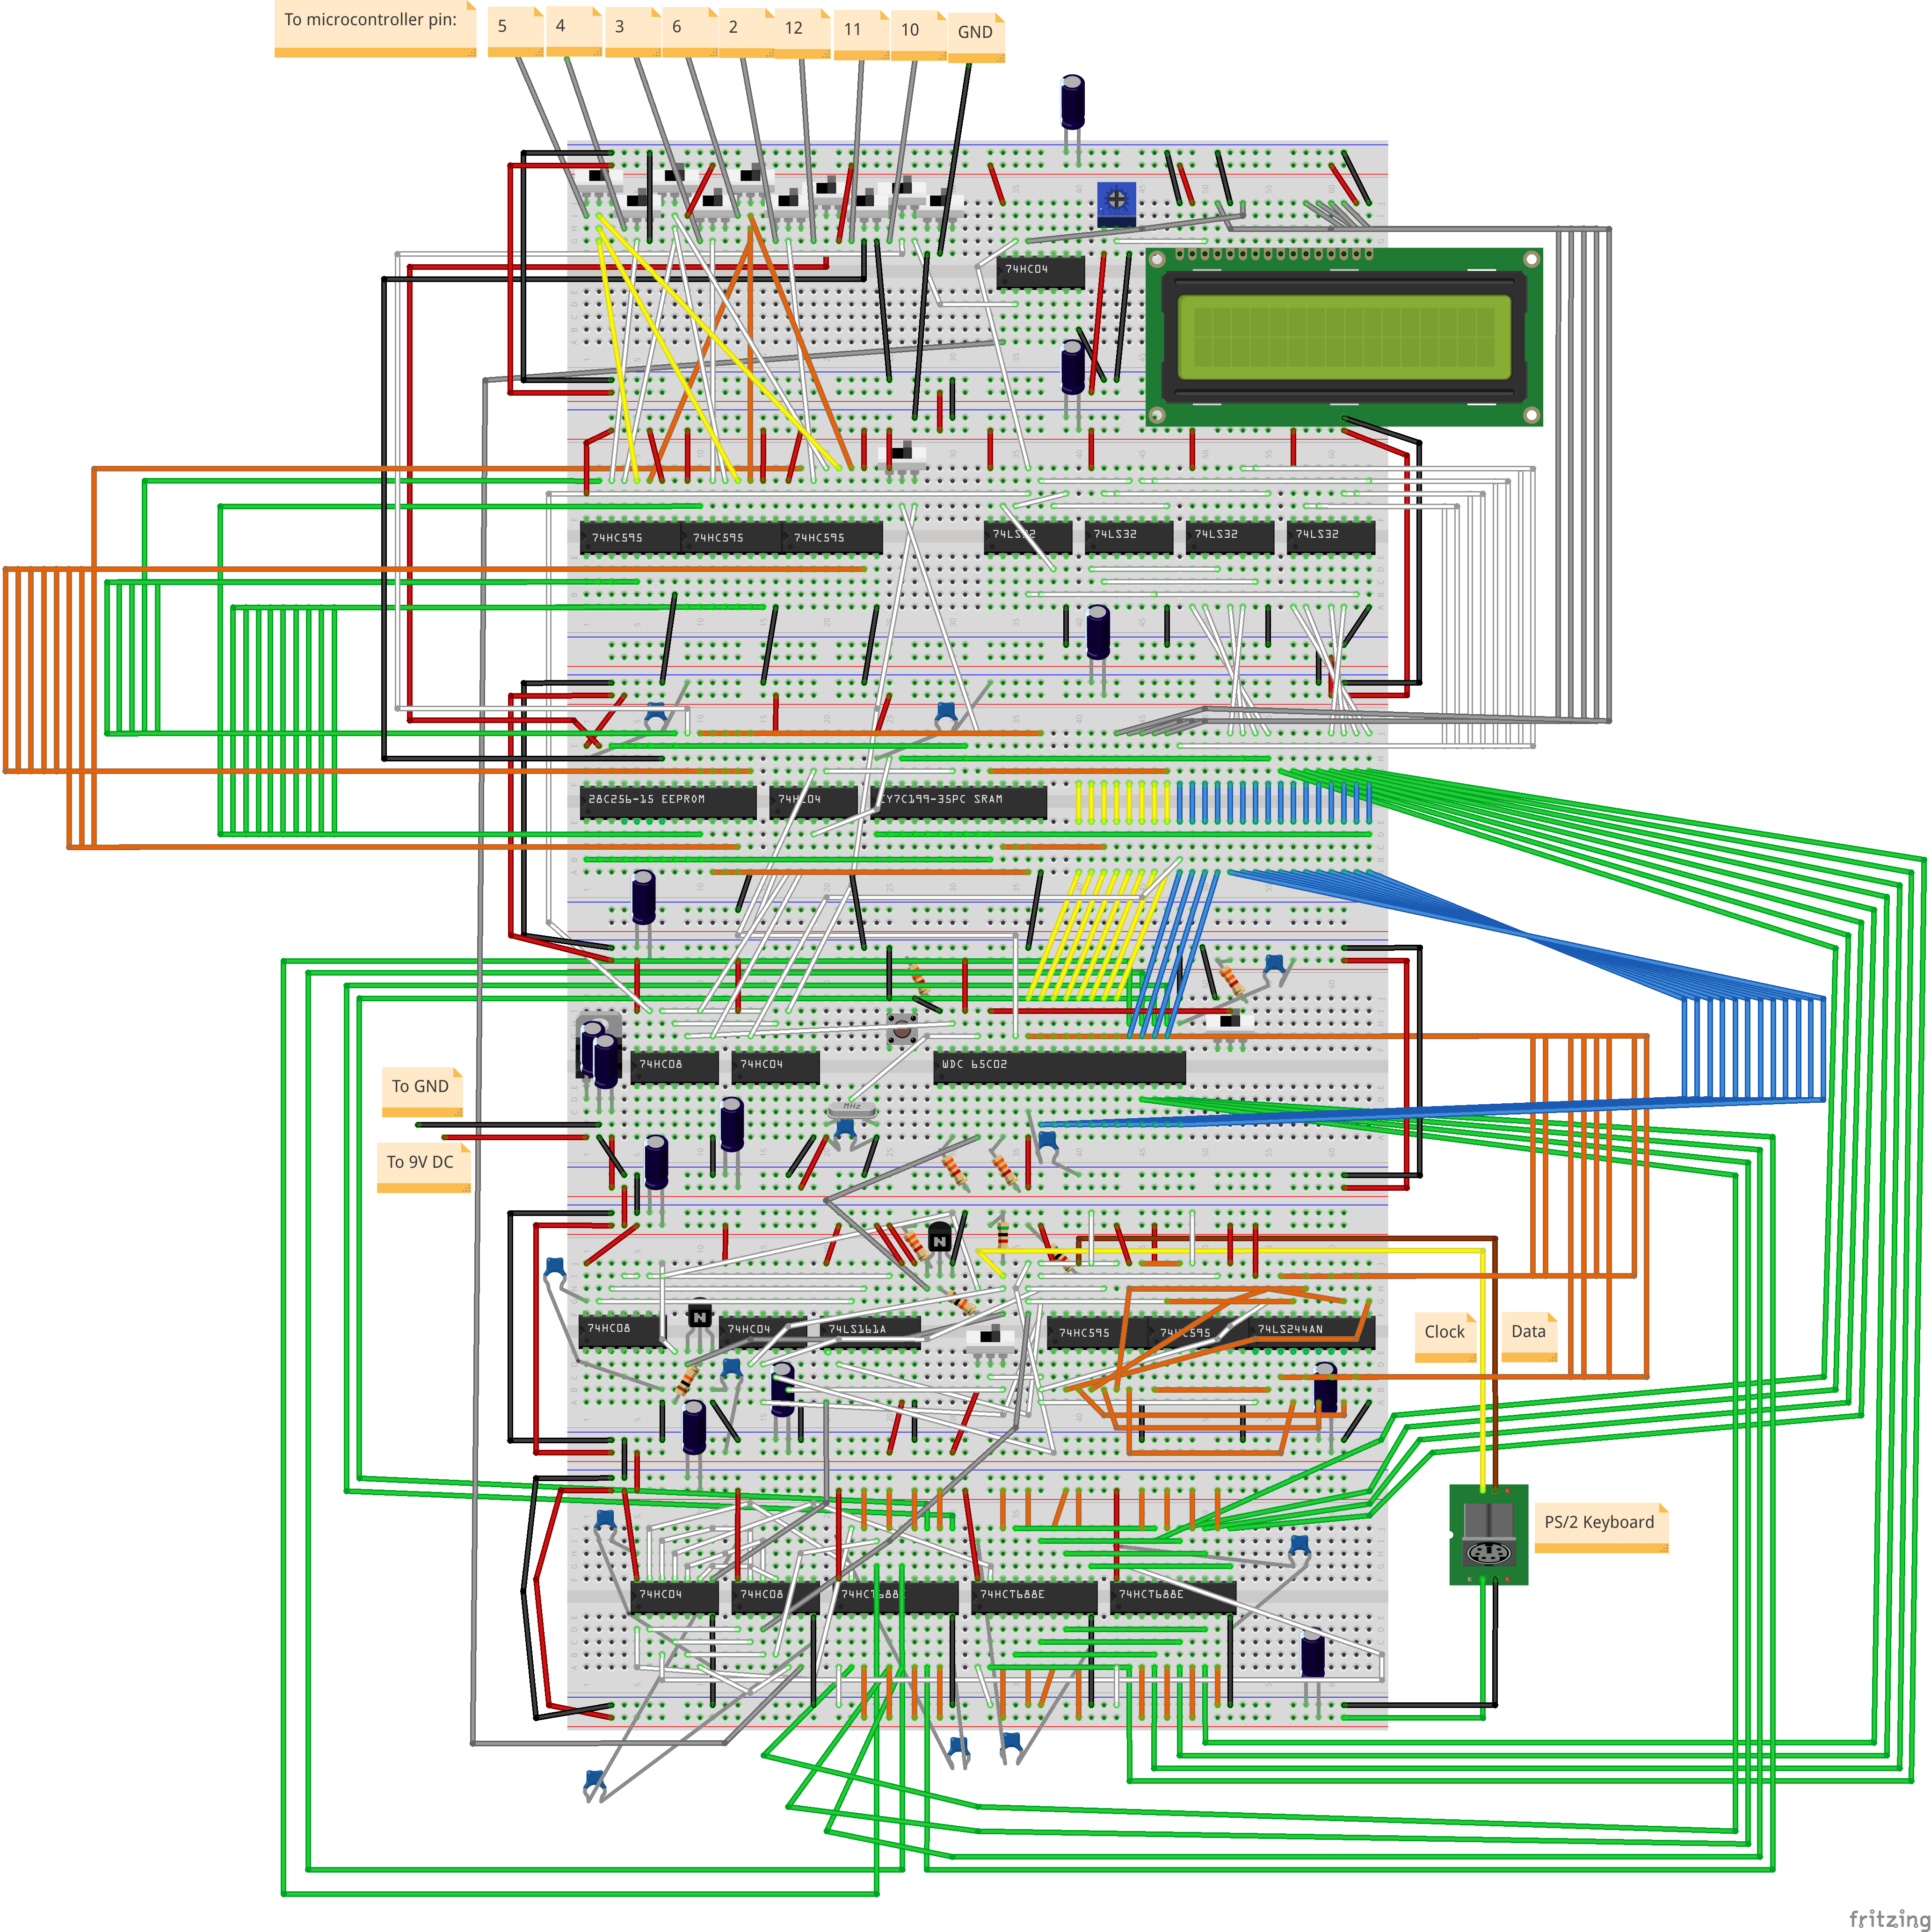 To microcontroller pin:
5
4
3
6
2
12
11
10
GND
74HC04
74HC595
74HC595
74HC595
74LS32
74LS32
74LS32
74LS32
28C256-15 EEPROM
74HC04
CY7C199-35PC SRAM
74HC08
74HC04
WDC 65C02
To GND
MHz
To 9V DC
N
N
74HC08
74HC04
74LS161A
74HC595
74HC595
74LS244AN
Clock
Data
PS/2 Keyboard
74HC04
74HC08
74HCT688E
74HCT688E
74HCT688E
fritzing